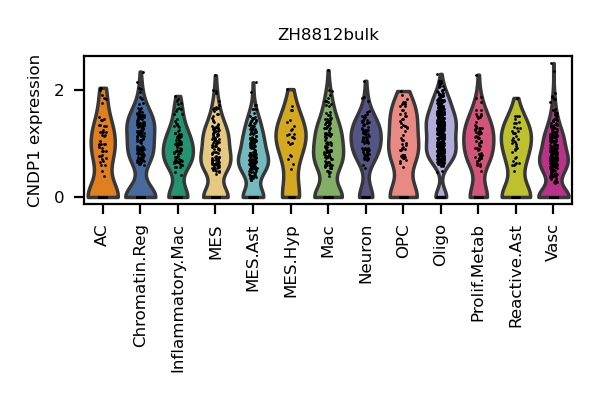 ZH8812bulk
CNDP1 expression
2
0
AC
Chromatin.Reg
Inflammatory.Mac
MES
MES.Ast
MES.Hyp
Mac
Neuron
OPC
Oligo
Prolif.Metab
Reactive.Ast
Vasc